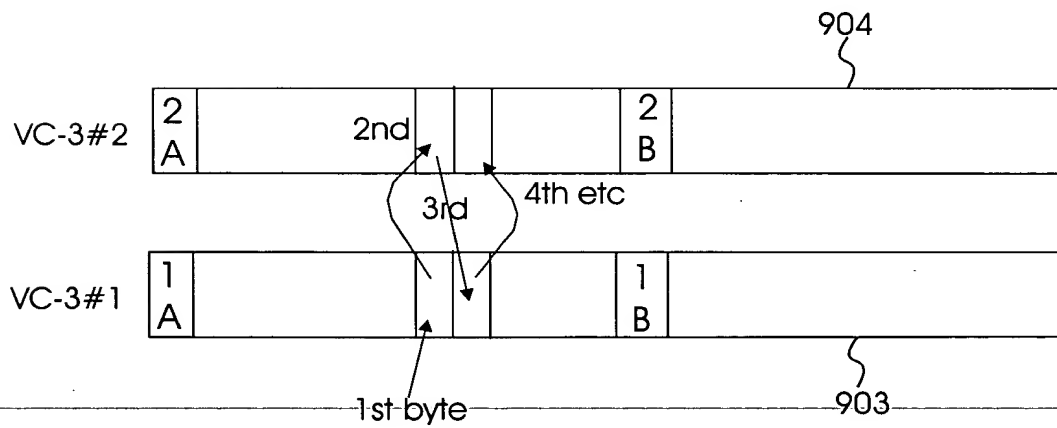 904
VC-3#2
2
A
2nd
2
B
3rd
4th etc
VC-3#1
1
A
1
B
1st byte
903